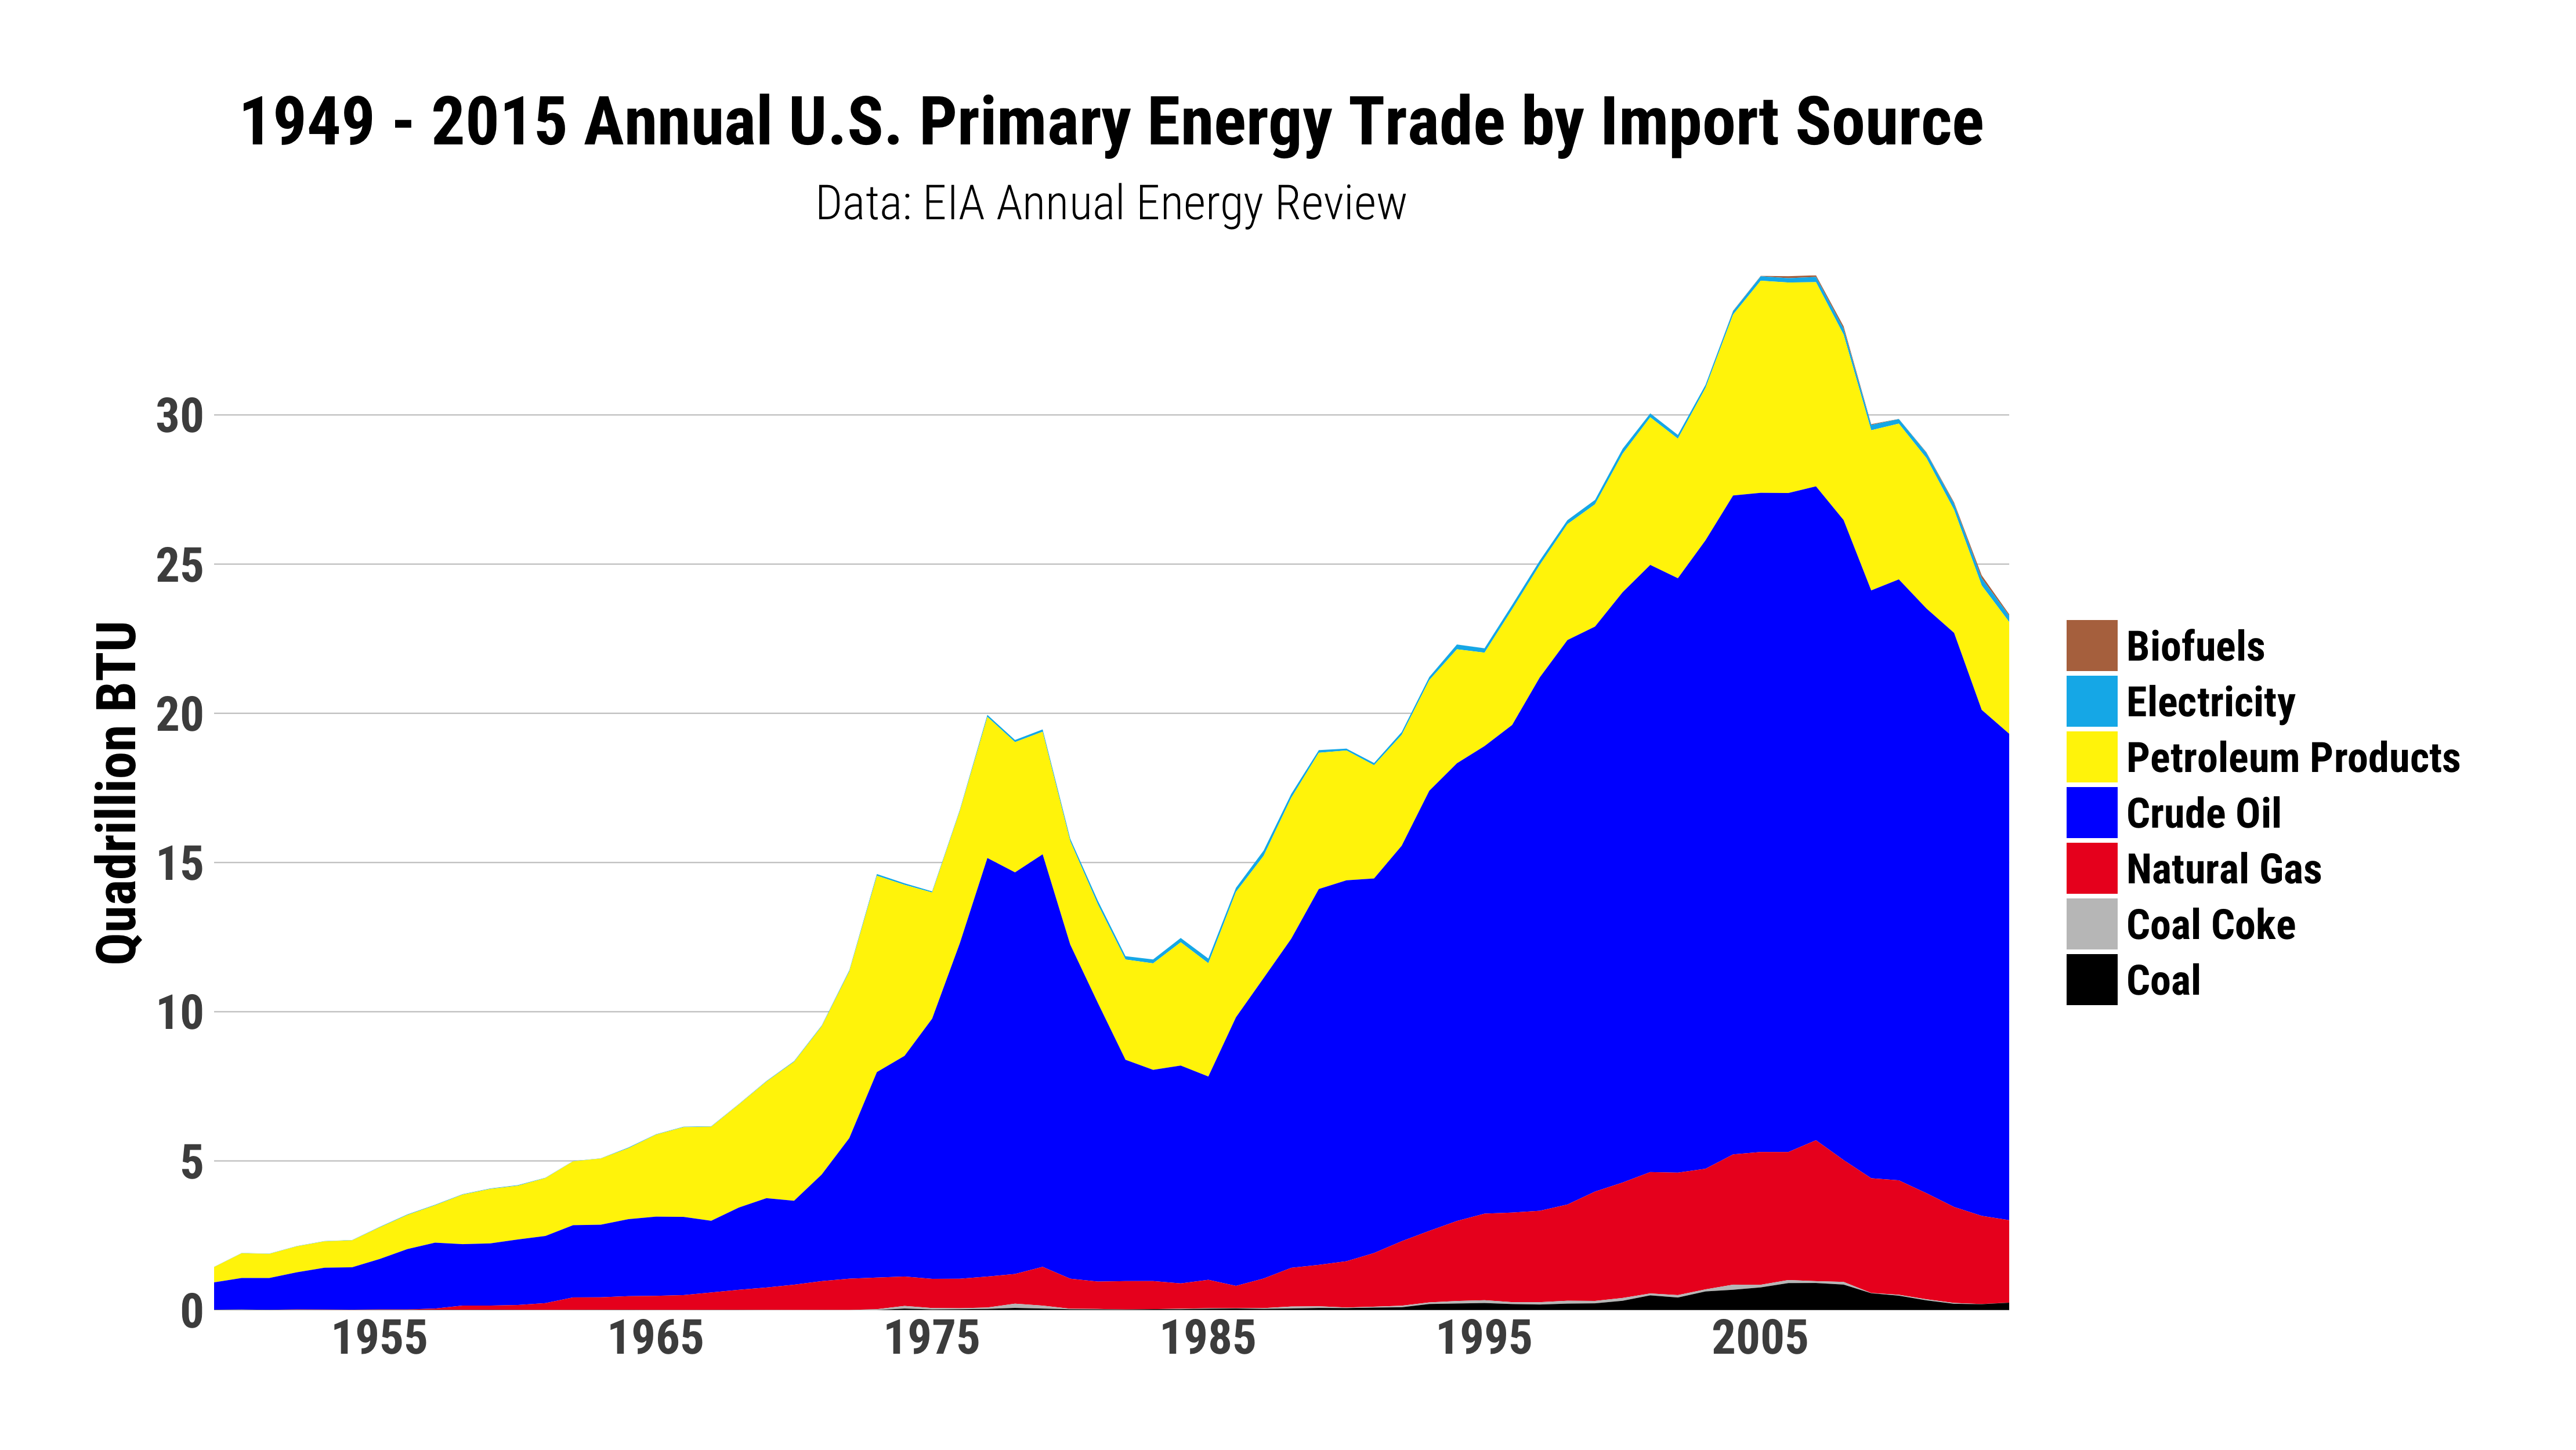 1949 - 2015 Annual U.S. Primary Energy Trade by Import Source
Data: EIA Annual Energy Review
Quadrillion BTU
30
25
20
15
10
5
0
1955 1965 1975 1985 1995 2005
Biofuels
Electricity
Petroleum Products
Crude Oil
Natural Gas
Coal Coke
Coal